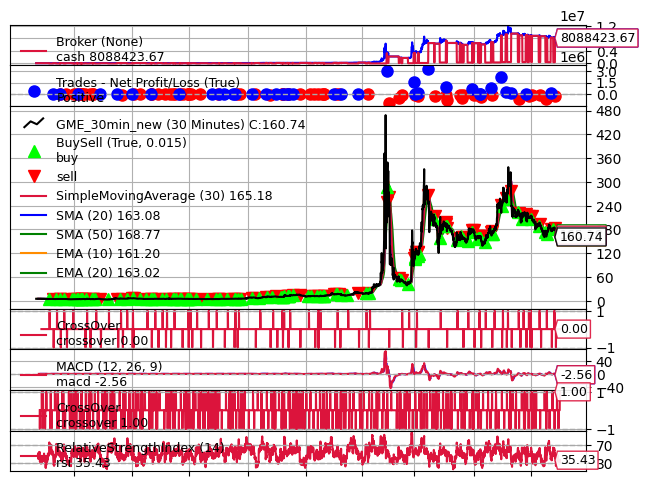 1e7
1.2
Broker (None)
8088423.67
cash 8088423.67
0.4
0.0
1e6
3.0
Trades - Net Profit/Loss (True)
1.5
positive
0.0
480
GME_30min_new (30 Minutes) C:160.74
420
BuySell (True, 0.015)
buy
360
sell
300
SimpleMovingAverage (30) 165.18
SMA (20) 163.08
240
SMA (50) 168.77
180
160.74
EMA (10) 161.20
120
EMA (20) 163.02
60
0
1
CrossOver
crossover 0.00
0.00
−1
40
MACD (12, 26, 9)
macd -2.56
-2.56
0
−40
1.00
1
CrossOver
crossover 1.00
−1
RelativeStrengthIndex (14)
70
rsi 35.43
35.43
30